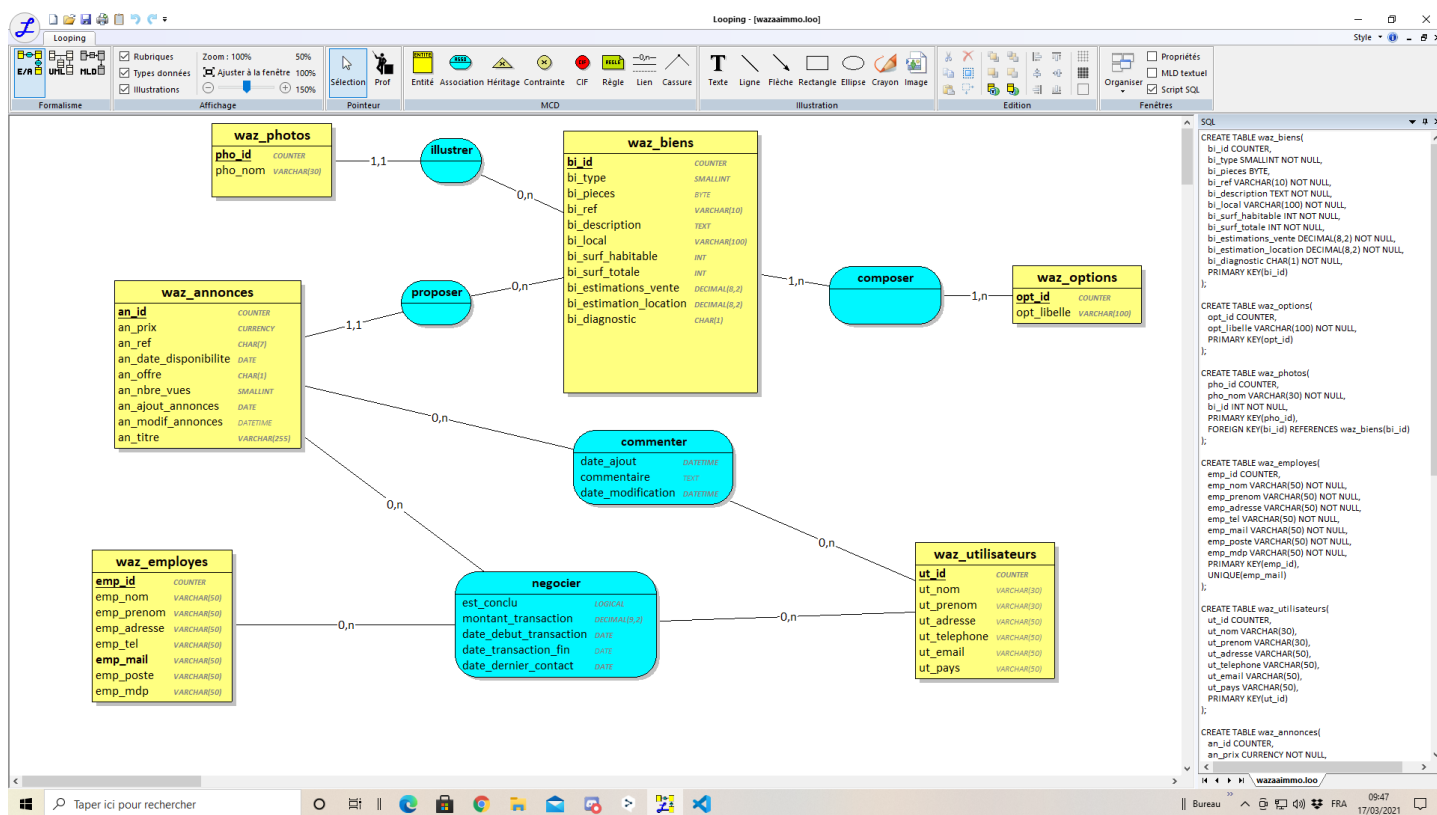 Looping - [wazaaimmo.loo]
Looping
Style
E/R
UML
MLD
Formalisme
Rubriques
Types données
Illustrations
Zoom : 100%
50%
Ajuster à la fenêtre
100%
150%
Affichage
Sélection
Prof
Pointeur
ENTITÉ
RÈGLE
Entité
Association
Héritage
Contrainte
CIF
Règle
Lien
Cassure
MCD
Texte
Ligne
Flèche
Rectangle
Ellipse
Crayon
Image
Illustration
Edition
Organiser
Propriétés
MLD textuel
Script SQL
Fenêtres
waz_photos
pho_id COUNTER
pho_nom VARCHAR(30)
1,1
illustrer
0,n
waz_biens
bi_id COUNTER
bi_type SMALLINT
bi_pieces BYTE
bi_ref VARCHAR(10)
bi_description TEXT
bi_local VARCHAR(100)
bi_surf_habitable INT
bi_surf_totale INT
bi_estimations_vente DECIMAL(8,2)
bi_estimation_location DECIMAL(8,2)
bi_diagnostic CHAR(1)
1,n
composer
1,n
waz_options
opt_id COUNTER
opt_libelle VARCHAR(100)
waz_annonces
an_id COUNTER
an_prix CURRENCY
an_ref CHAR(7)
an_date_disponibilite DATE
an_offre CHAR(1)
an_nbre_vues SMALLINT
an_ajout_annonces DATE
an_modif_annonces DATETIME
an_titre VARCHAR(255)
1,1
proposer
0,n
0,n
commenter
date_ajout DATETIME
commentaire TEXT
date_modification DATETIME
0,n
0,n
waz_employes
emp_id COUNTER
emp_nom VARCHAR(50)
emp_prenom VARCHAR(50)
emp_adresse VARCHAR(50)
emp_tel VARCHAR(50)
emp_mail VARCHAR(50)
emp_poste VARCHAR(50)
emp_mdp VARCHAR(50)
0,n
negocier
est_conclu LOGICAL
montant_transaction DECIMAL(9,2)
date_debut_transaction DATE
date_transaction_fin DATE
date_dernier_contact DATE
0,n
waz_utilisateurs
ut_id COUNTER
ut_nom VARCHAR(30)
ut_prenom VARCHAR(30)
ut_adresse VARCHAR(50)
ut_telephone VARCHAR(50)
ut_email VARCHAR(50)
ut_pays VARCHAR(50)
SQL
CREATE TABLE waz_biens(
bi_id COUNTER,
bi_type SMALLINT NOT NULL,
bi_pieces BYTE,
bi_ref VARCHAR(10) NOT NULL,
bi_description TEXT NOT NULL,
bi_local VARCHAR(100) NOT NULL,
bi_surf_habitable INT NOT NULL,
bi_surf_totale INT NOT NULL,
bi_estimations_vente DECIMAL(8,2) NOT NULL,
bi_estimation_location DECIMAL(8,2) NOT NULL,
bi_diagnostic CHAR(1) NOT NULL,
PRIMARY KEY(bi_id)
);
CREATE TABLE waz_options(
opt_id COUNTER,
opt_libelle VARCHAR(100) NOT NULL,
PRIMARY KEY(opt_id)
);
CREATE TABLE waz_photos(
pho_id COUNTER,
pho_nom VARCHAR(30) NOT NULL,
bi_id INT NOT NULL,
PRIMARY KEY(pho_id),
FOREIGN KEY(bi_id) REFERENCES waz_biens(bi_id)
);
CREATE TABLE waz_employes(
emp_id COUNTER,
emp_nom VARCHAR(50) NOT NULL,
emp_prenom VARCHAR(50) NOT NULL,
emp_adresse VARCHAR(50) NOT NULL,
emp_tel VARCHAR(50) NOT NULL,
emp_mail VARCHAR(50) NOT NULL,
emp_poste VARCHAR(50) NOT NULL,
emp_mdp VARCHAR(50) NOT NULL,
PRIMARY KEY(emp_id),
UNIQUE(emp_mail)
);
CREATE TABLE waz_utilisateurs(
ut_id COUNTER,
ut_nom VARCHAR(30),
ut_prenom VARCHAR(30),
ut_adresse VARCHAR(50),
ut_telephone VARCHAR(50),
ut_email VARCHAR(50),
ut_pays VARCHAR(50),
PRIMARY KEY(ut_id)
);
CREATE TABLE waz_annonces(
an_id COUNTER,
an_prix CURRENCY NOT NULL,
wazaaimmo.loo
Taper ici pour rechercher
Bureau
FRA
09:47
17/03/2021